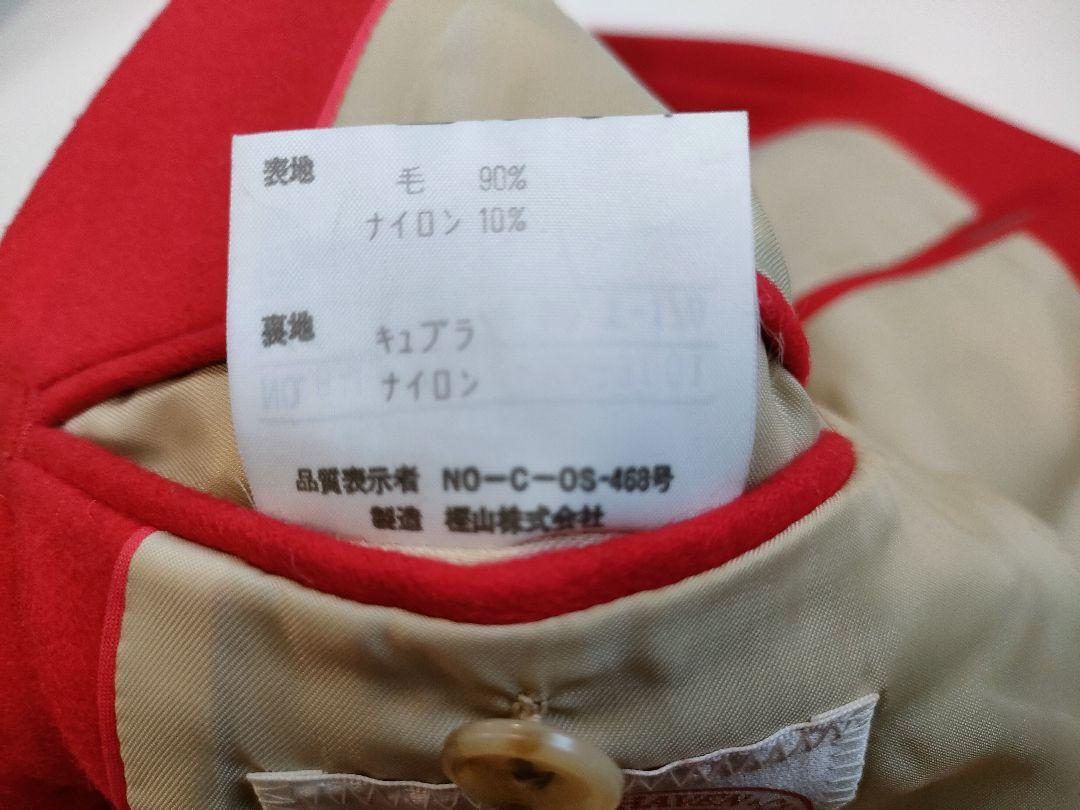 表地 毛 90%
ナイロン 10%
裏地 キュプラ
ナイロン
品質表示者 NO-C-OS-468号
製造 樫山株式会社